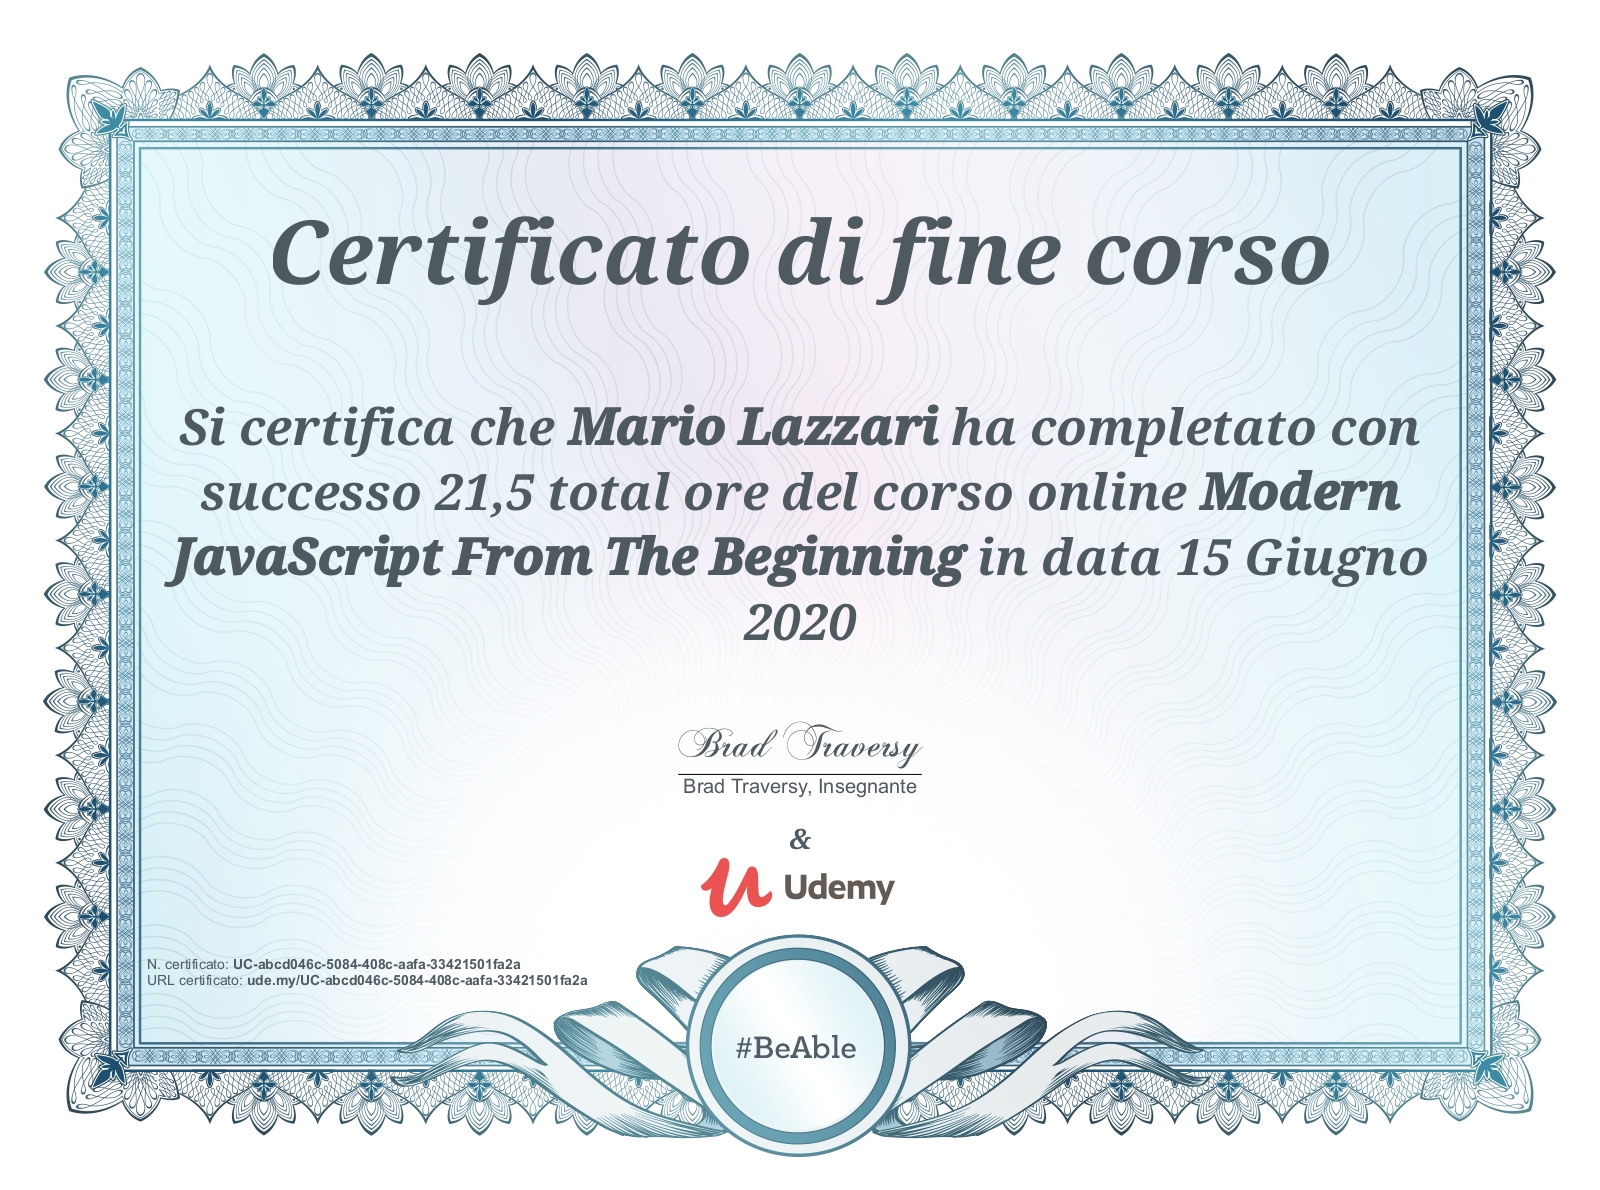 Certificato di fine corso
Si certifica che Mario Lazzari ha completato con
successo 21,5 total ore del corso online Modern
JavaScript From The Beginning in data 15 Giugno
2020
Brad Traversy
Brad Traversy, Insegnante
&
Udemy
N. certificato: UC-abcd046c-5084-408c-aafa-33421501fa2a
URL certificato: ude.my/UC-abcd046c-5084-408c-aafa-33421501fa2a
#BeAble